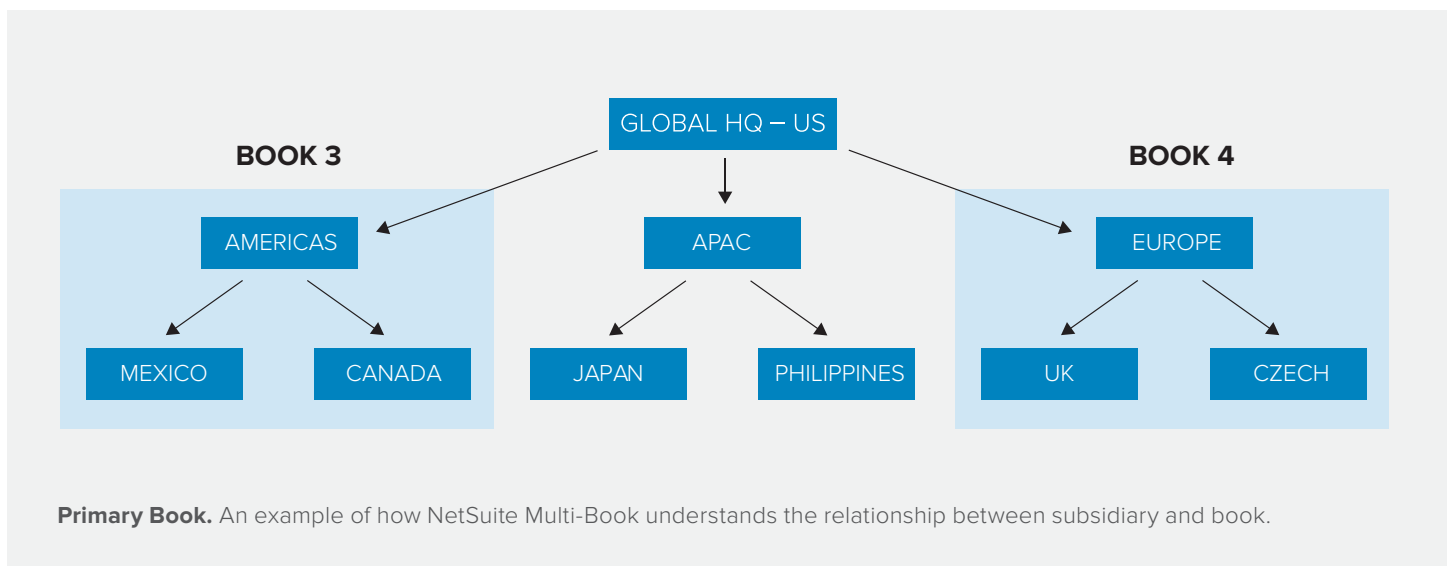 GLOBAL HQ – US
BOOK 3
BOOK 4
AMERICAS
APAC
EUROPE
MEXICO
CANADA
JAPAN
PHILIPPINES
UK
CZECH
Primary Book. An example of how NetSuite Multi-Book understands the relationship between subsidiary and book.